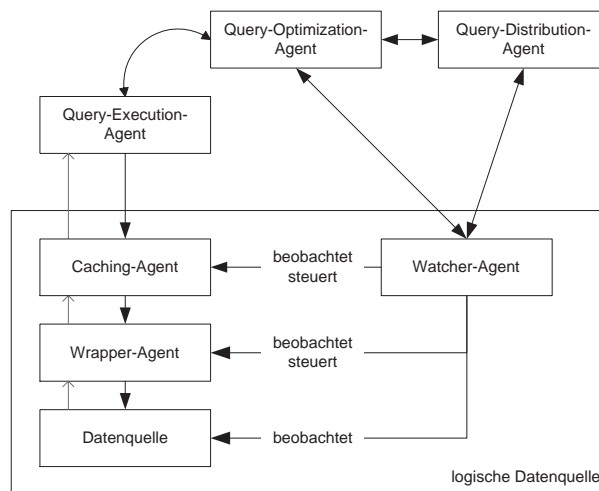 Query-Optimization-
Agent
Query-Distribution-
Agent
Query-Execution-
Agent
Caching-Agent
beobachtet
steuert
Watcher-Agent
Wrapper-Agent
beobachtet
steuert
Datenquelle
beobachtet
logische Datenquelle